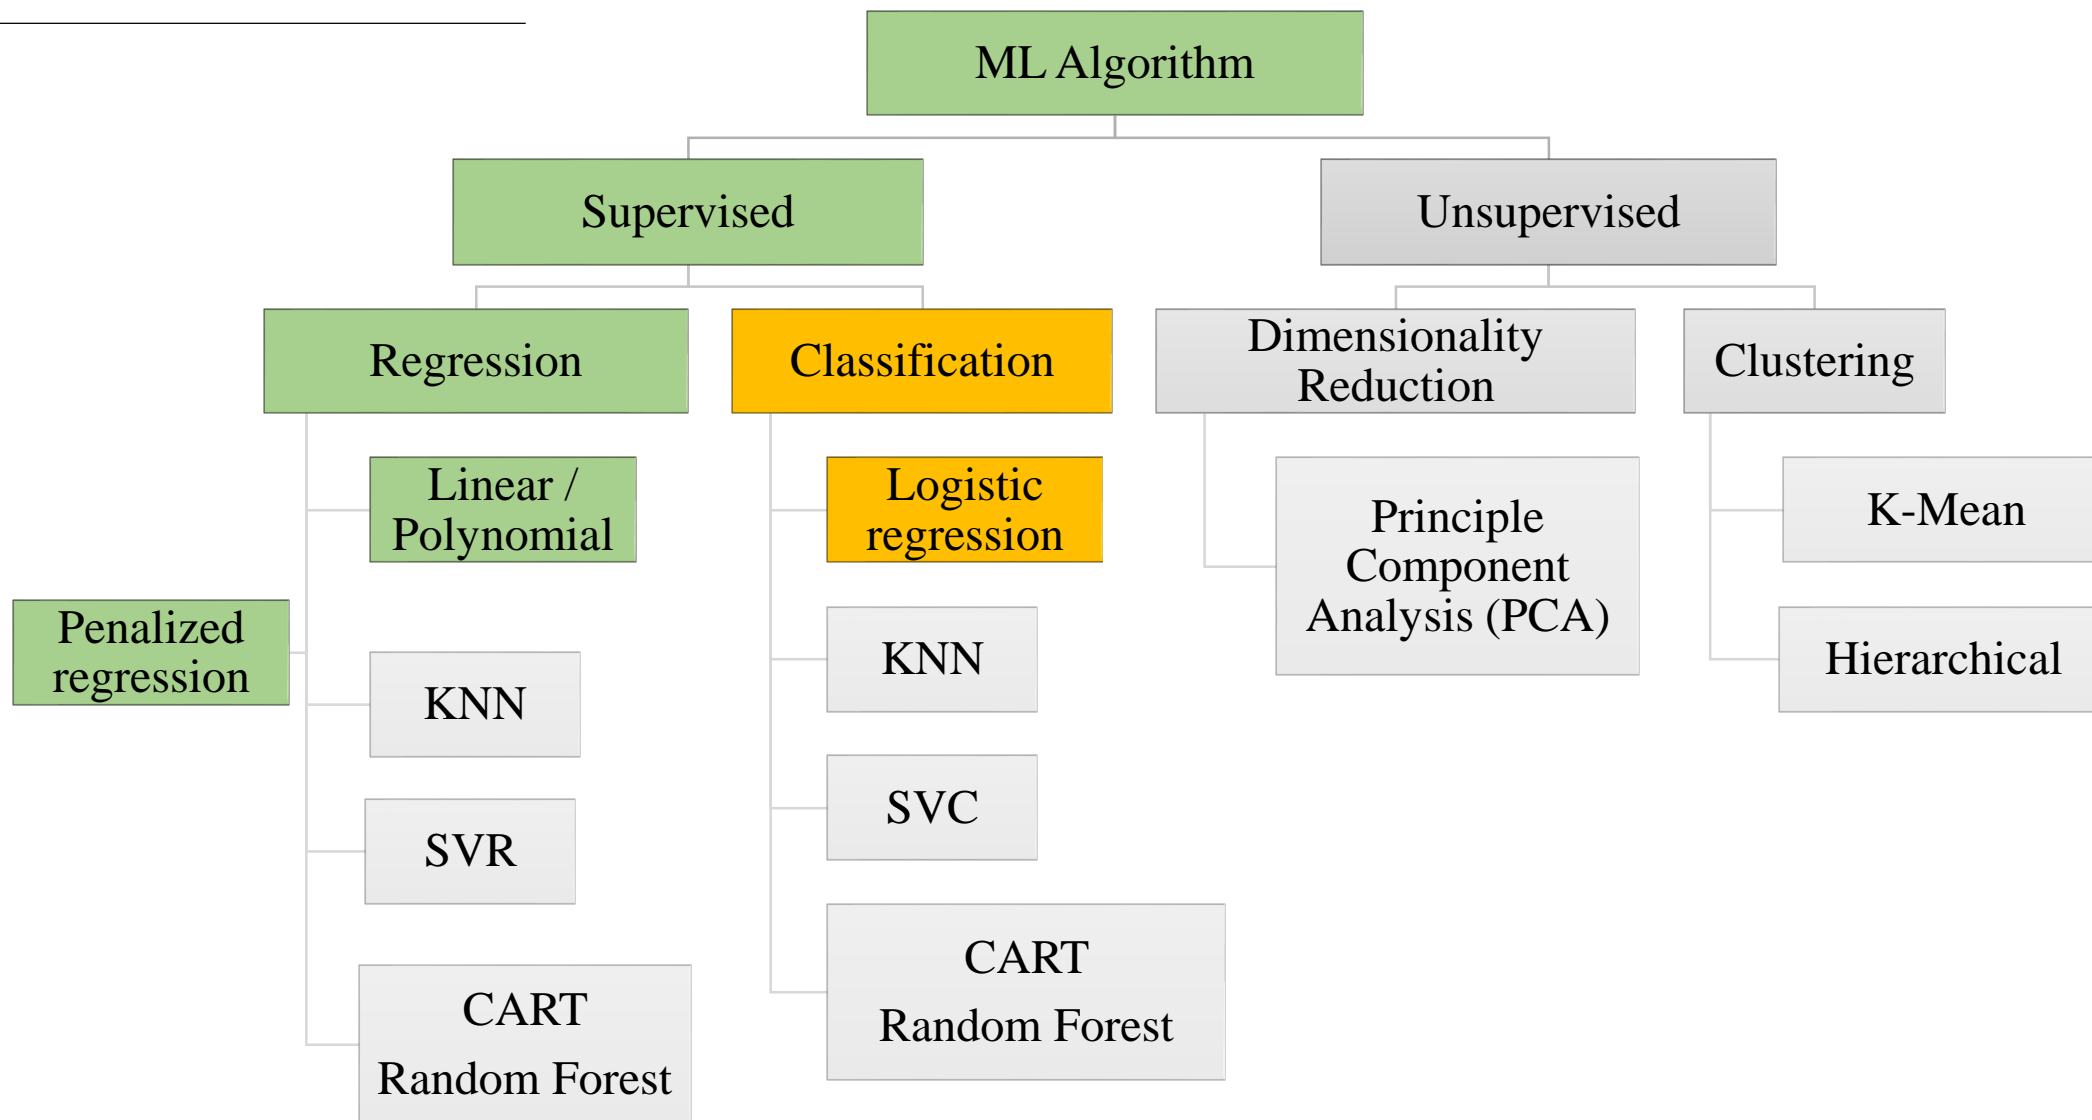 ML Algorithm
Supervised
Unsupervised
Regression
Classification
Dimensionality
Reduction
Clustering
Linear /
Polynomial
Penalized
regression
KNN
SVR
CART
Random Forest
Logistic
regression
KNN
SVC
CART
Random Forest
Principle
Component
Analysis (PCA)
K-Mean
Hierarchical